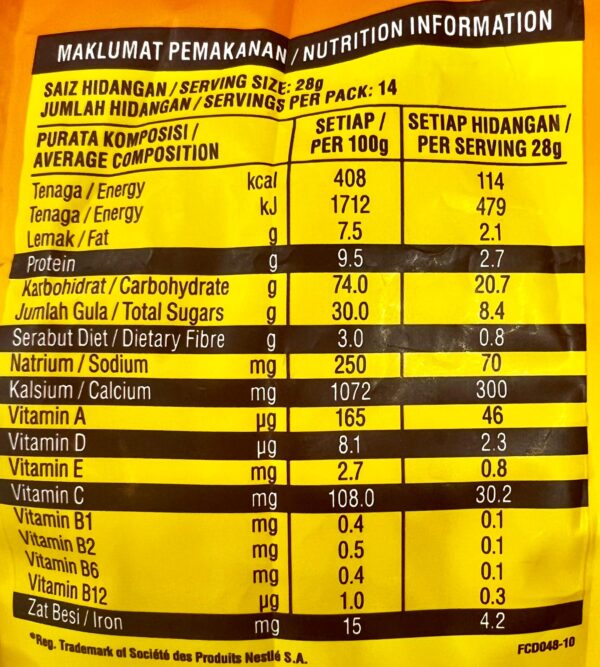 MAKLUMAT PEMAKANAN / NUTRITION INFORMATION
SAIZ HIDANGAN / SERVING SIZE: 28g
JUMLAH HIDANGAN / SERVINGS PER PACK: 14
PURATA KOMPOSISI / AVERAGE COMPOSITION SETIAP / PER 100g SETIAP HIDANGAN / PER SERVING 28g
Tenaga / Energy kcal 408 114
Tenaga / Energy kJ 1712 479
Lemak / Fat g 7.5 2.1
Protein g 9.5 2.7
Karbohidrat / Carbohydrate g 74.0 20.7
Jumlah Gula / Total Sugars g 30.0 8.4
Serabut Diet / Dietary Fibre g 3.0 0.8
Natrium / Sodium mg 250 70
Kalsium / Calcium mg 1072 300
Vitamin A µg 165 46
Vitamin D µg 8.1 2.3
Vitamin E mg 2.7 0.8
Vitamin C mg 108.0 30.2
Vitamin B1 mg 0.4 0.1
Vitamin B2 mg 0.5 0.1
Vitamin B6 mg 0.4 0.1
Vitamin B12 µg 1.0 0.3
Zat Besi / Iron mg 15 4.2
®Reg. Trademark of Société des Produits Nestlé S.A. FCD048-10